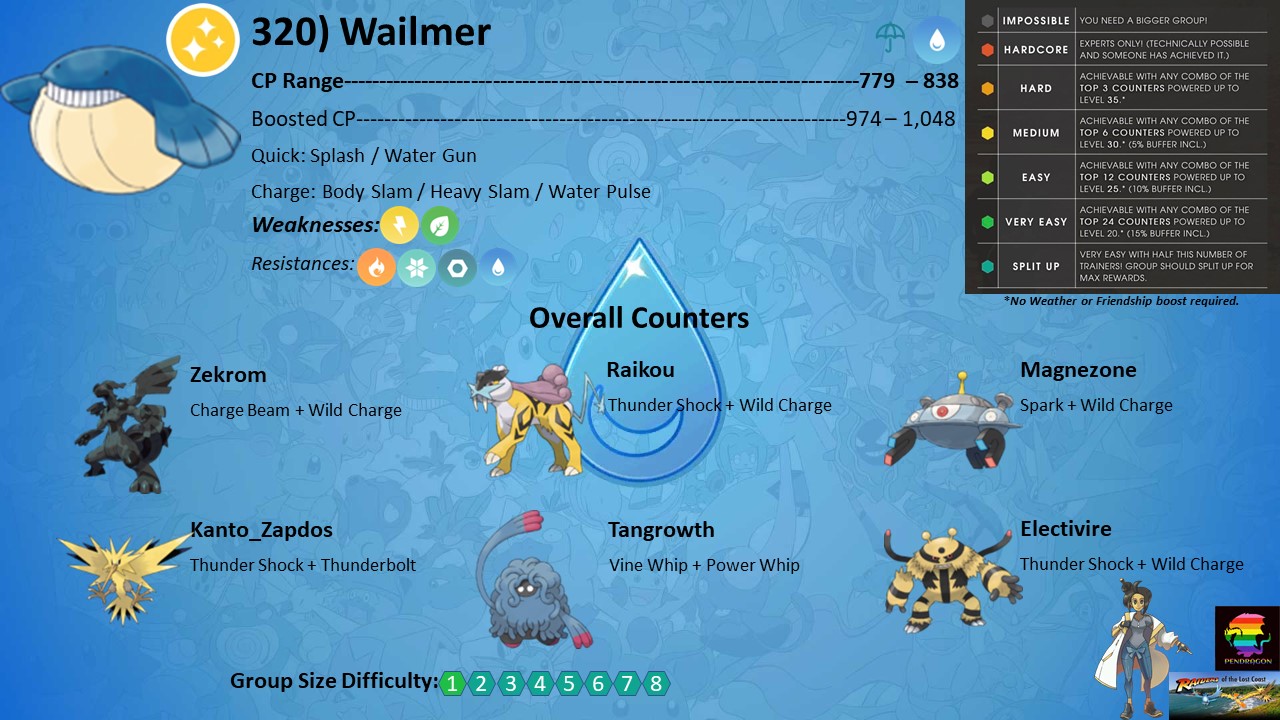 320) Wailmer
CP Range-----------------------------------------------------------------------779 – 838
Boosted CP---------------------------------------------------------------------974 – 1,048
Quick: Splash / Water Gun
Charge: Body Slam / Heavy Slam / Water Pulse
Weaknesses:
Resistances:
IMPOSSIBLE YOU NEED A BIGGER GROUP!
HARDCORE EXPERTS ONLY! (TECHNICALLY POSSIBLE
AND SOMEONE HAS ACHIEVED IT.)
HARD ACHIEVABLE WITH ANY COMBO OF THE
TOP 3 COUNTERS POWERED UP TO
LEVEL 35.*
MEDIUM ACHIEVABLE WITH ANY COMBO OF THE
TOP 6 COUNTERS POWERED UP TO
LEVEL 30.* (5% BUFFER INCL.)
EASY ACHIEVABLE WITH ANY COMBO OF THE
TOP 12 COUNTERS POWERED UP TO
LEVEL 25.* (10% BUFFER INCL.)
VERY EASY ACHIEVABLE WITH ANY COMBO OF THE
TOP 24 COUNTERS POWERED UP TO
LEVEL 20.* (15% BUFFER INCL.)
SPLIT UP VERY EASY WITH HALF THIS NUMBER OF
TRAINERS! GROUP SHOULD SPLIT UP FOR
MAX REWARDS.
*No Weather or Friendship boost required.
Overall Counters
Zekrom
Charge Beam + Wild Charge
Raikou
Thunder Shock + Wild Charge
Magnezone
Spark + Wild Charge
Kanto_Zapdos
Thunder Shock + Thunderbolt
Tangrowth
Vine Whip + Power Whip
Electivire
Thunder Shock + Wild Charge
Group Size Difficulty: 1 2 3 4 5 6 7 8
PENDRAGON
RAIDERS of the Lost Coast